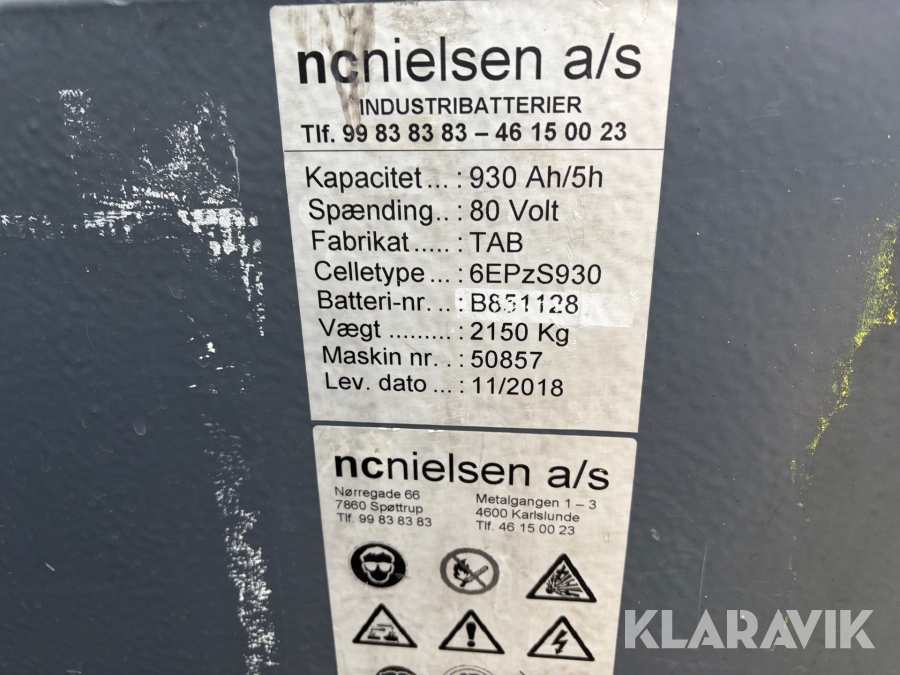 ncnielsen a/s
INDUSTRIBATTERIER
Tlf. 99 83 83 83 – 46 15 00 23
Kapacitet ... : 930 Ah/5h
Spænding.. : 80 Volt
Fabrikat ..... : TAB
Celletype ... : 6EPzS930
Batteri-nr. .. : B851128
Vægt ......... : 2150 Kg
Maskin nr. . : 50857
Lev. dato ... : 11/2018
ncnielsen a/s
Nørregade 66
7860 Spøttrup
Tlf. 99 83 83 83
Metalgangen 1 – 3
4600 Karlslunde
Tlf. 46 15 00 23
KLARAVIK